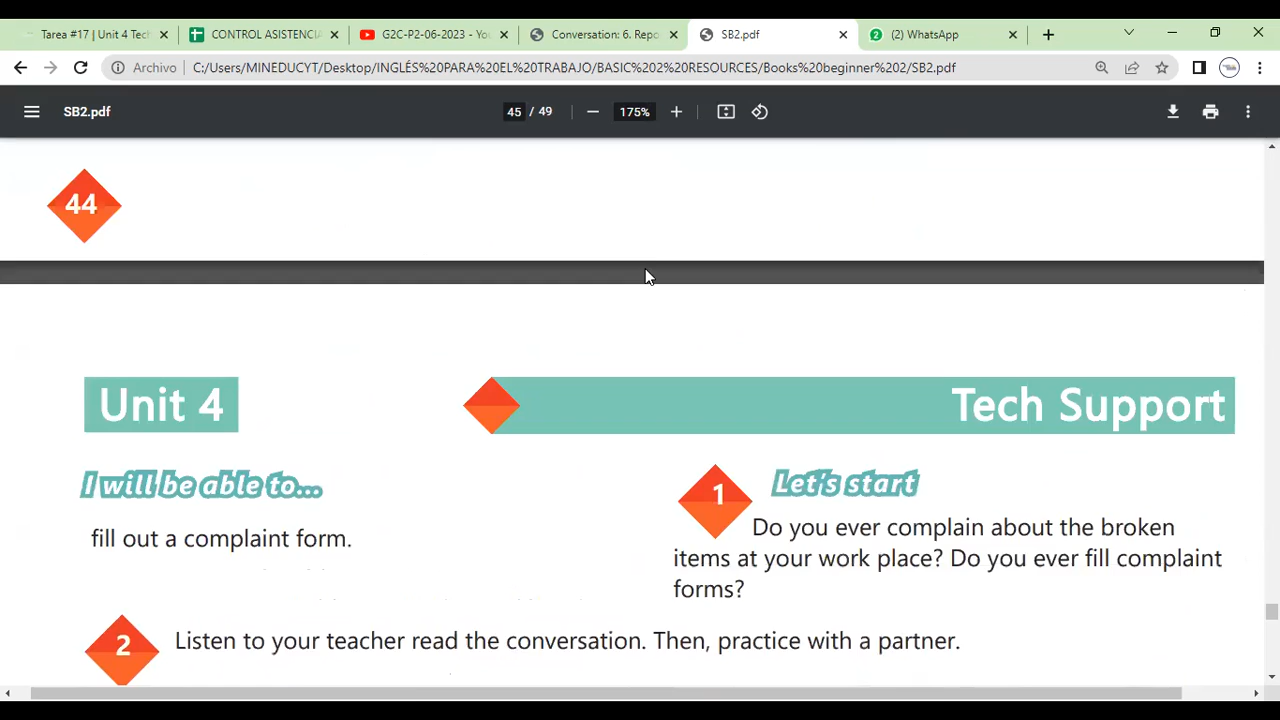 Tarea #17 | Unit 4 Tech
CONTROL ASISTENCIA
G2C-P2-06-2023 - You
Conversation: 6. Repo
SB2.pdf
(2) WhatsApp
Archivo
C:/Users/MINEDUCYT/Desktop/INGLÉS%20PARA%20EL%20TRABAJO/BASIC%202%20RESOURCES/Books%20beginner%202/SB2.pdf
SB2.pdf
45 / 49
175%
44
Unit 4
Tech Support
I will be able to...
fill out a complaint form.
1
Let's start
Do you ever complain about the broken
items at your work place? Do you ever fill complaint
forms?
2
Listen to your teacher read the conversation. Then, practice with a partner.